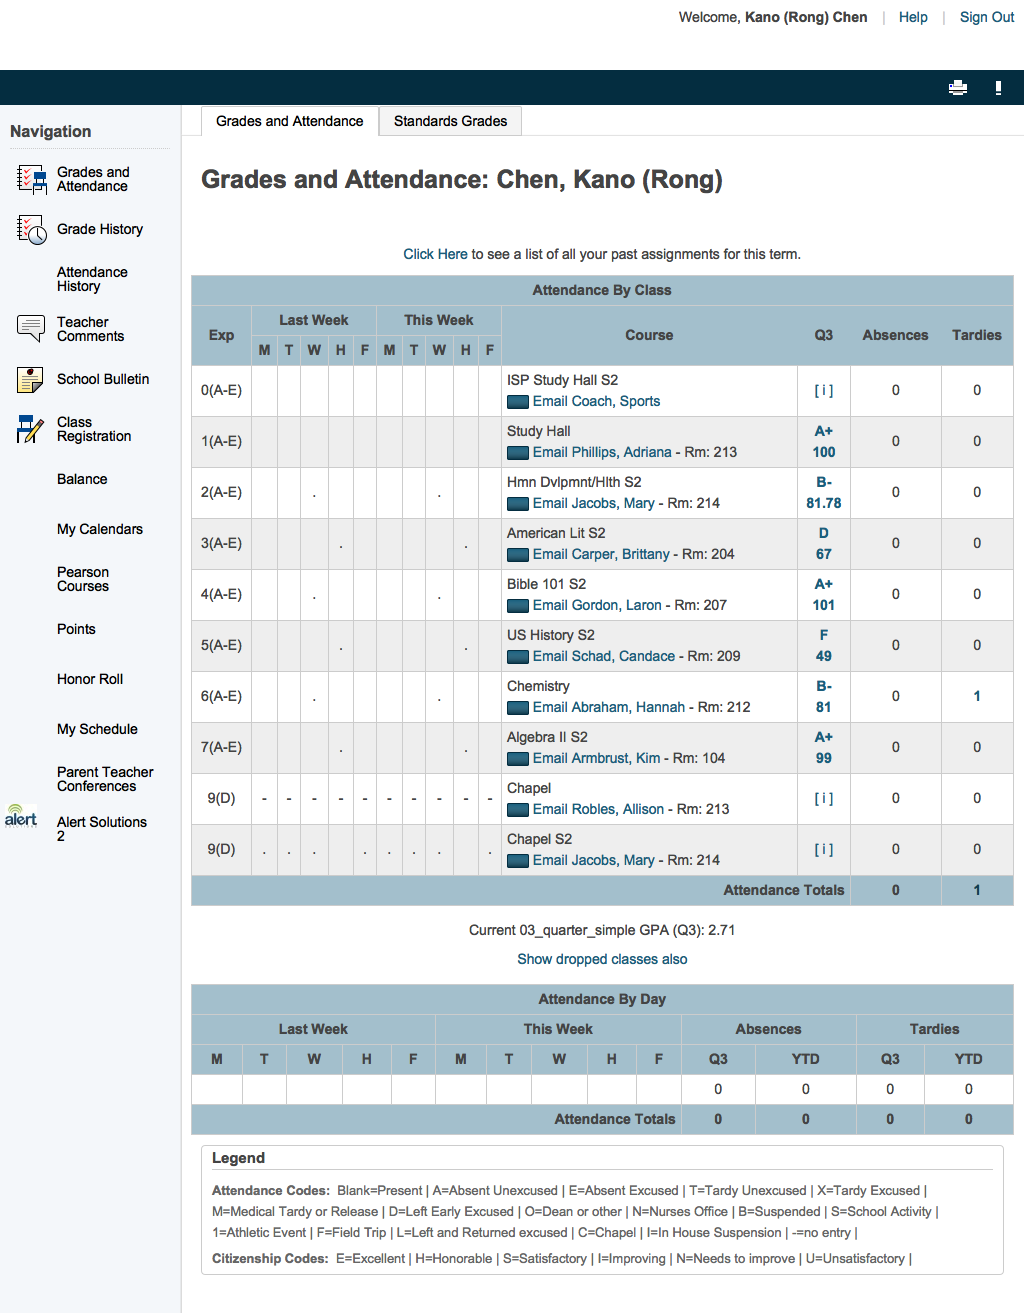 Welcome, Kano (Rong) Chen | Help | Sign Out
Grades and Attendance
Standards Grades
Navigation
Grades and
Attendance
Grade History
Attendance
History
Teacher
Comments
School Bulletin
Class
Registration
Balance
My Calendars
Pearson
Courses
Points
Honor Roll
My Schedule
Parent Teacher
Conferences
alert
Alert Solutions
2
Grades and Attendance: Chen, Kano (Rong)
Click Here to see a list of all your past assignments for this term.
Attendance By Class
Exp Last Week This Week Course Q3 Absences Tardies
M T W H F M T W H F
0(A-E) ISP Study Hall S2 [ i ] 0 0
Email Coach, Sports
1(A-E) Study Hall A+ 0 0
Email Phillips, Adriana - Rm: 213 100
2(A-E) . . Hmn Dvlpmnt/Hlth S2 B- 0 0
Email Jacobs, Mary - Rm: 214 81.78
3(A-E) . . American Lit S2 D 0 0
Email Carper, Brittany - Rm: 204 67
4(A-E) . . Bible 101 S2 A+ 0 0
Email Gordon, Laron - Rm: 207 101
5(A-E) . . US History S2 F 0 0
Email Schad, Candace - Rm: 209 49
6(A-E) . . Chemistry B- 0 1
Email Abraham, Hannah - Rm: 212 81
7(A-E) . . Algebra II S2 A+ 0 0
Email Armbrust, Kim - Rm: 104 99
9(D) - - - - - - - - - - Chapel [ i ] 0 0
Email Robles, Allison - Rm: 213
9(D) . . . . . . . . Chapel S2 [ i ] 0 0
Email Jacobs, Mary - Rm: 214
Attendance Totals 0 1
Current 03_quarter_simple GPA (Q3): 2.71
Show dropped classes also
Attendance By Day
Last Week This Week Absences Tardies
M T W H F M T W H F Q3 YTD Q3 YTD
0 0 0 0
Attendance Totals 0 0 0 0
Legend
Attendance Codes: Blank=Present | A=Absent Unexcused | E=Absent Excused | T=Tardy Unexcused | X=Tardy Excused |
M=Medical Tardy or Release | D=Left Early Excused | O=Dean or other | N=Nurses Office | B=Suspended | S=School Activity |
1=Athletic Event | F=Field Trip | L=Left and Returned excused | C=Chapel | I=In House Suspension | -=no entry |
Citizenship Codes: E=Excellent | H=Honorable | S=Satisfactory | I=Improving | N=Needs to improve | U=Unsatisfactory |